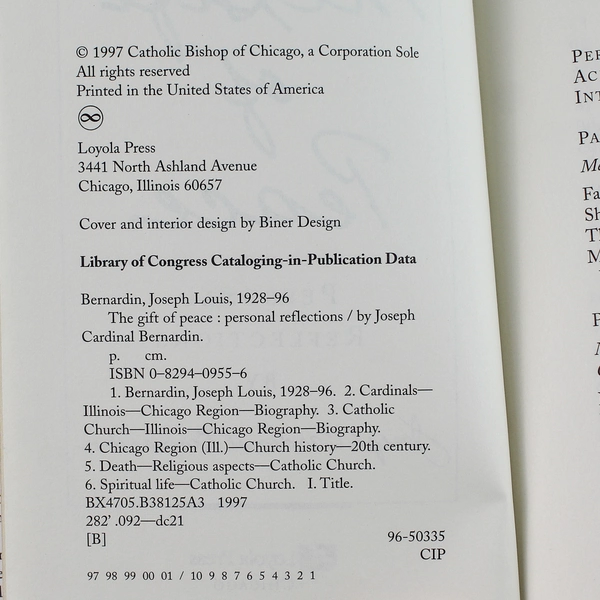 © 1997 Catholic Bishop of Chicago, a Corporation Sole
All rights reserved
Printed in the United States of America
Loyola Press
3441 North Ashland Avenue
Chicago, Illinois 60657
Cover and interior design by Biner Design
Library of Congress Cataloging-in-Publication Data
Bernardin, Joseph Louis, 1928–96
The gift of peace : personal reflections / by Joseph
Cardinal Bernardin.
p. cm.
ISBN 0–8294–0955–6
1. Bernardin, Joseph Louis, 1928–96. 2. Cardinals—
Illinois—Chicago Region—Biography. 3. Catholic
Church—Illinois—Chicago Region—Biography.
4. Chicago Region (Ill.)—Church history—20th century.
5. Death—Religious aspects—Catholic Church.
6. Spiritual life—Catholic Church. I. Title.
BX4705.B38125A3 1997
282' .092—dc21
[B] 96-50335
CIP
97 98 99 00 01 / 10 9 8 7 6 5 4 3 2 1